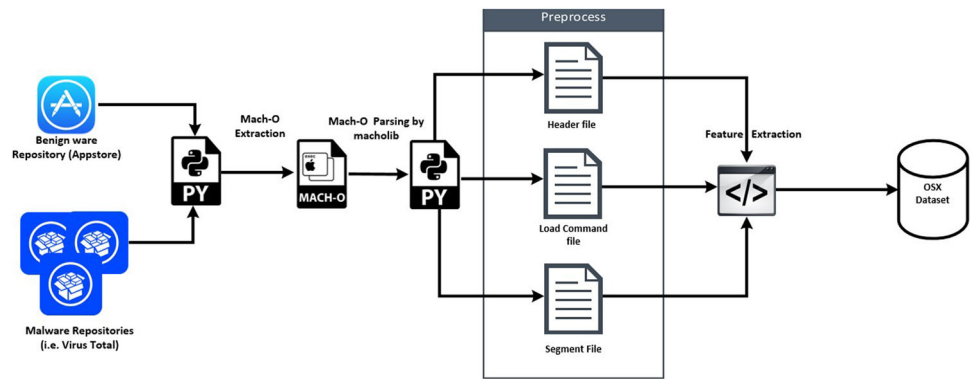 Preprocess
Benign ware
Repository (Appstore)
Malware Repositories
(i.e. Virus Total)
PY
Mach-O
Extraction
EXEC
MACH-O
Mach-O Parsing by
macholib
PY
Header file
Load Command
file
Segment File
Feature Extraction
</>
OSX
Dataset